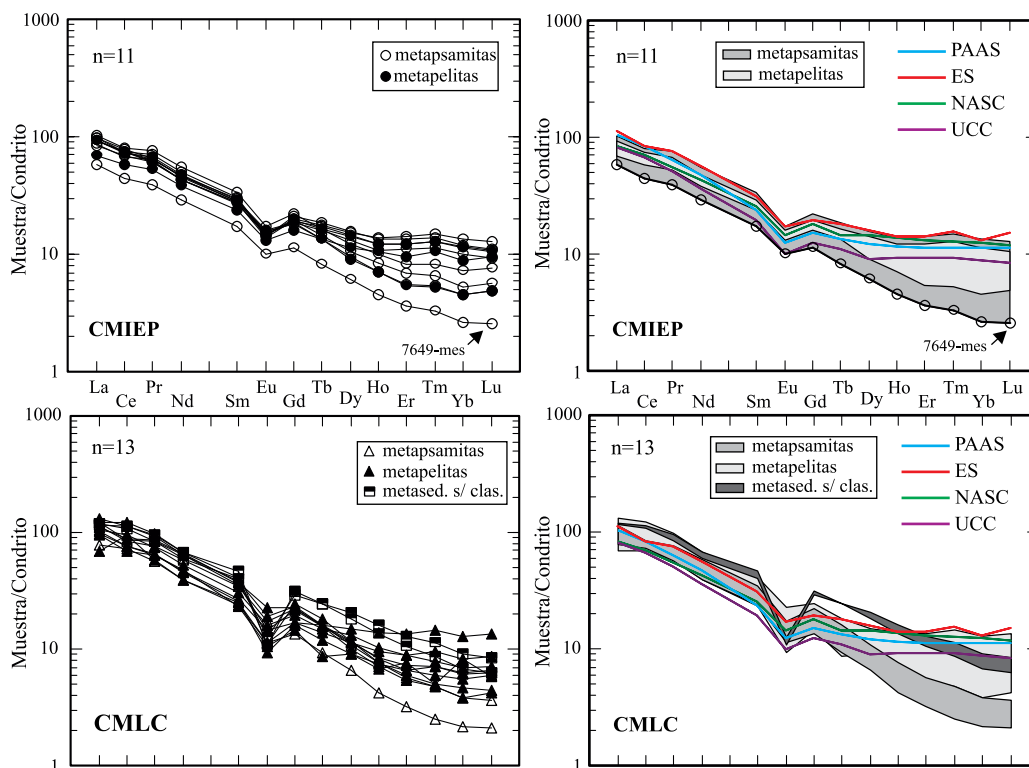 1000
n=11
metapsamitas
metapelitas
100
Muestra/Condrito
10
CMIEP
7649-mes
1
1000
n=11
metapsamitas
metapelitas
PAAS
ES
NASC
UCC
100
Muestra/Condrito
10
CMIEP
7649-mes
1
La Ce Pr Nd Sm Eu Gd Tb Dy Ho Er Tm Yb Lu
La Ce Pr Nd Sm Eu Gd Tb Dy Ho Er Tm Yb Lu
1000
n=13
metapsamitas
metapelitas
metased. s/ clas.
100
Muestra/Condrito
10
CMLC
1
1000
n=13
metapsamitas
metapelitas
metased. s/ clas.
PAAS
ES
NASC
UCC
100
Muestra/Condrito
10
CMLC
1